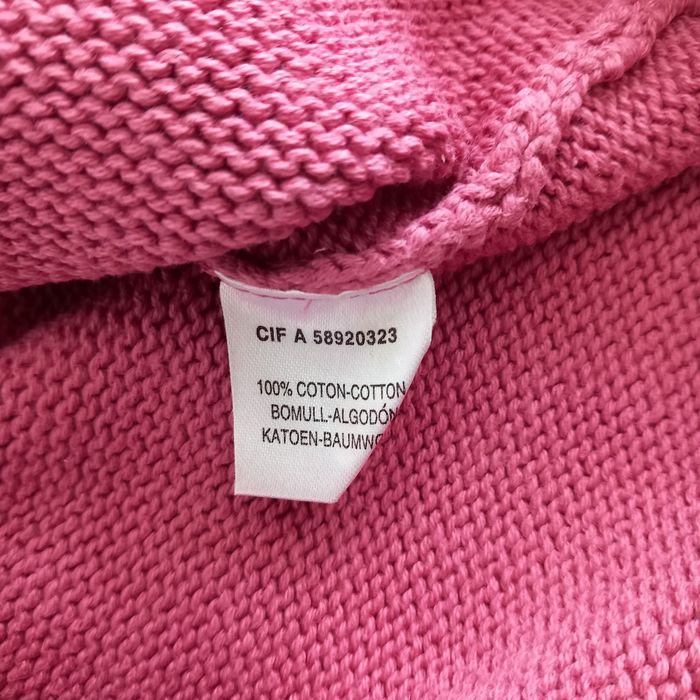 CIF A 58920323
100% COTON-COTTON
BOMULL-ALGODÓN
KATOEN-BAUMWO